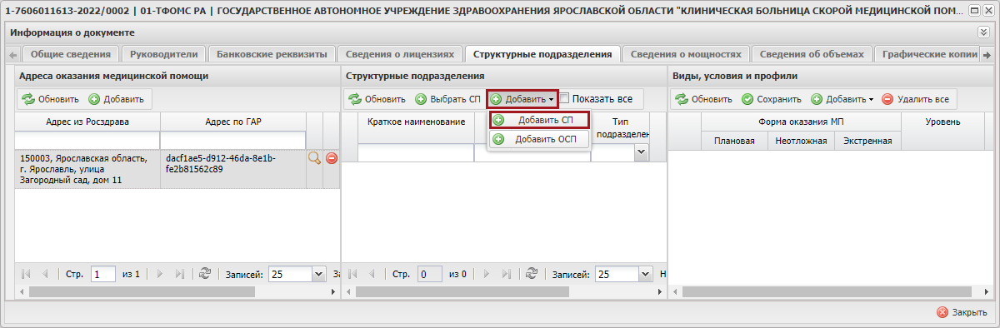 1-7606011613-2022/0002 | 01-ТФОМС РА | ГОСУДАРСТВЕННОЕ АВТОНОМНОЕ УЧРЕЖДЕНИЕ ЗДРАВООХРАНЕНИЯ ЯРОСЛАВСКОЙ ОБЛАСТИ "КЛИНИЧЕСКАЯ БОЛЬНИЦА СКОРОЙ МЕДИЦИНСКОЙ ПОМ...
Информация о документе
Общие сведения Руководители Банковские реквизиты Сведения о лицензиях Структурные подразделения Сведения о мощностях Сведения об объемах Графические копии
Адреса оказания медицинской помощи
Обновить Добавить
Адрес из Росздрава Адрес по ГАР
150003, Ярославская область, г. Ярославль, улица Загородный сад, дом 11
dacf1ae5-d912-46da-8e1b-fe2b81562c89
Стр. 1 из 1 Записей: 25 За
Структурные подразделения
Обновить Выбрать СП Добавить Показать все
Добавить СП
Добавить ОСП
Краткое наименование Тип подразделен
Стр. 0 из 0 Записей: 25 Н
Виды, условия и профили
Обновить Сохранить Добавить Удалить все
Форма оказания МП Уровень
Плановая Неотложная Экстренная
Закрыть